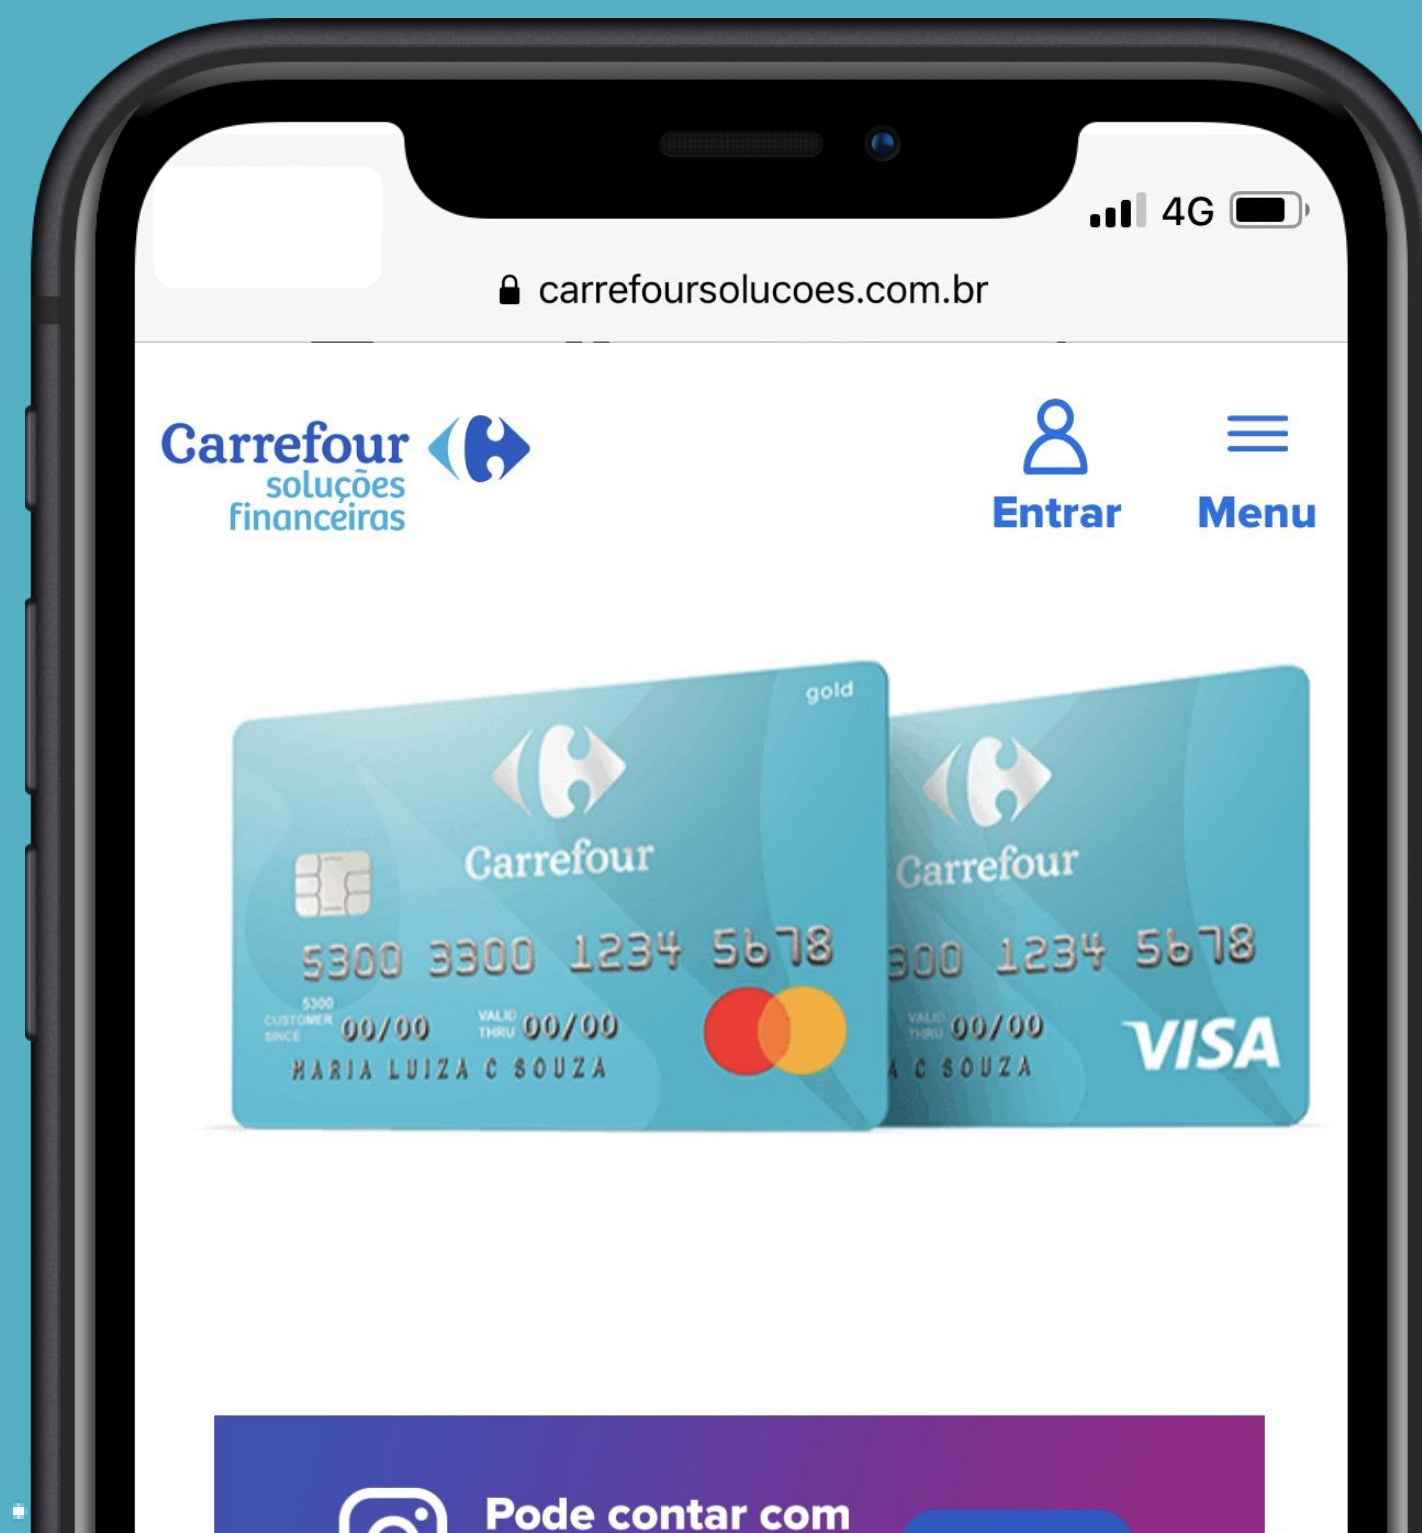 4G
carrefoursolucoes.com.br
Carrefour
soluções
financeiras
Entrar
Menu
gold
Carrefour
5300 3300 1234 5678
5300
CUSTOMER
SINCE
00/00
VALID
THRU
00/00
MARIA LUIZA C SOUZA
Carrefour
300 1234 5678
VALID
THRU
00/00
C SOUZA
VISA
Pode contar com